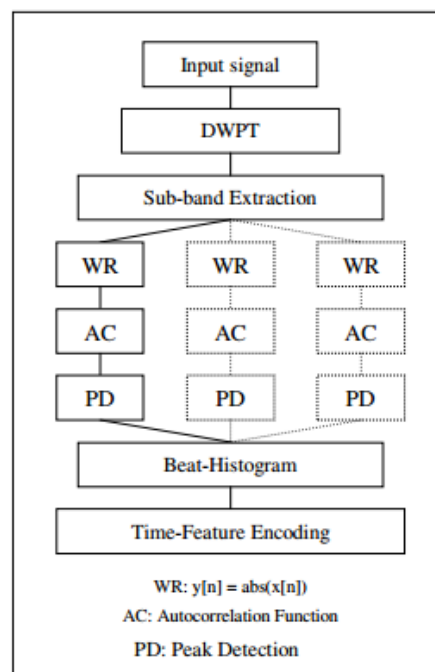 Input signal
DWPT
Sub-band Extraction
WR WR WR
AC AC AC
PD PD PD
Beat-Histogram
Time-Feature Encoding
WR: y[n] = abs(x[n])
AC: Autocorrelation Function
PD: Peak Detection